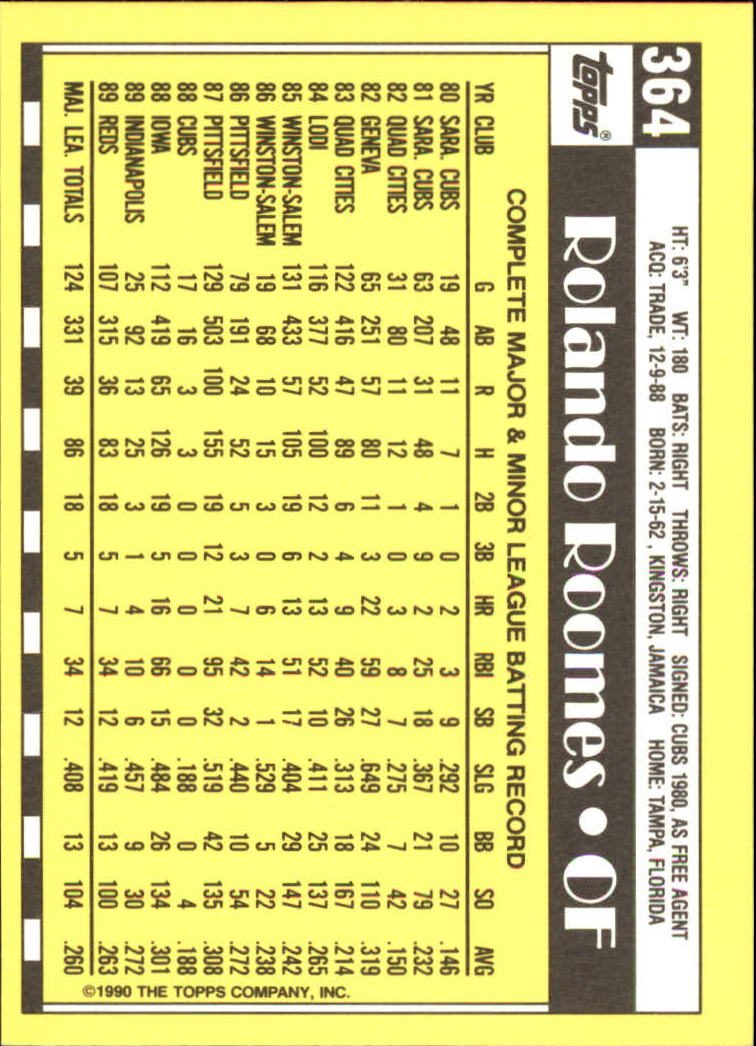 364
HT: 6'3" WT: 180 BATS: RIGHT THROWS: RIGHT SIGNED: CUBS 1980, AS FREE AGENT
ACQ: TRADE, 12-9-88 BORN: 2-15-62, KINGSTON, JAMAICA HOME: TAMPA, FLORIDA
topps®
Rolando Roomes • OF
COMPLETE MAJOR & MINOR LEAGUE BATTING RECORD
YR CLUB G AB R H 2B 3B HR RBI SB SLG BB SO AVG
80 SARA. CUBS 19 48 11 7 1 0 2 3 9 .292 10 27 .146
81 SARA. CUBS 63 207 31 48 4 9 2 25 18 .367 21 79 .232
82 QUAD CITIES 31 80 11 12 1 0 3 8 7 .275 7 42 .150
82 GENEVA 65 251 57 80 11 3 22 59 27 .649 24 110 .319
83 QUAD CITIES 122 416 47 89 6 4 9 40 26 .313 18 167 .214
84 LODI 116 377 52 100 12 2 13 52 10 .411 25 137 .265
85 WINSTON-SALEM 131 433 57 105 19 6 13 51 17 .404 29 147 .242
86 WINSTON-SALEM 19 68 10 15 3 0 6 14 1 .529 5 22 .238
86 PITTSFIELD 79 191 24 52 5 3 7 42 2 .440 10 54 .272
87 PITTSFIELD 129 503 100 155 19 12 21 95 32 .519 42 135 .308
88 CUBS 17 16 3 3 0 0 0 0 0 .188 0 4 .188
88 IOWA 112 419 65 126 19 5 16 66 15 .484 26 134 .301
89 INDIANAPOLIS 25 92 13 25 3 1 4 10 6 .457 9 30 .272
89 REDS 107 315 36 83 18 5 7 34 12 .419 13 100 .263
MAJ. LEA. TOTALS 124 331 39 86 18 5 7 34 12 .408 13 104 .260
©1990 THE TOPPS COMPANY, INC.